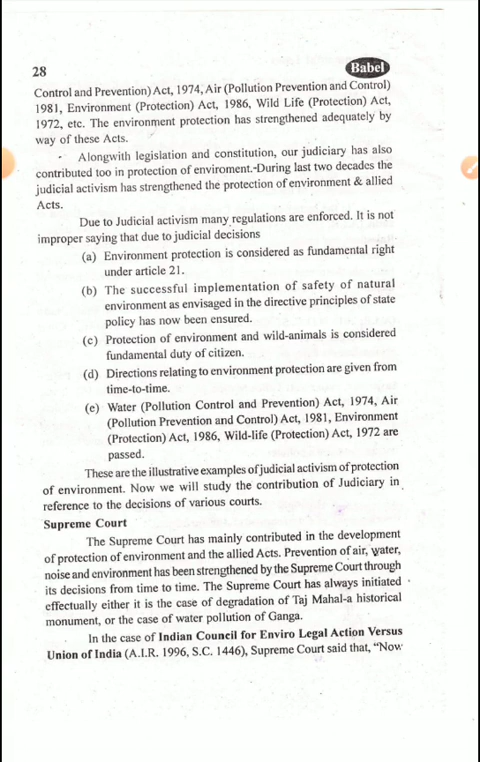 28
Babel
Control and Prevention) Act, 1974, Air (Pollution Prevention and Control)
1981, Environment (Protection) Act, 1986, Wild Life (Protection) Act,
1972, etc. The environment protection has strengthened adequately by
way of these Acts.
Alongwith legislation and constitution, our judiciary has also
contributed too in protection of enviroment. During last two decades the
judicial activism has strengthened the protection of environment & allied
Acts.
Due to Judicial activism many regulations are enforced. It is not
improper saying that due to judicial decisions
(a) Environment protection is considered as fundamental right
under article 21.
(b) The successful implementation of safety of natural
environment as envisaged in the directive principles of state
policy has now been ensured.
(c) Protection of environment and wild-animals is considered
fundamental duty of citizen.
(d) Directions relating to environment protection are given from
time-to-time.
(e) Water (Pollution Control and Prevention) Act, 1974, Air
(Pollution Prevention and Control) Act, 1981, Environment
(Protection) Act, 1986, Wild-life (Protection) Act, 1972 are
passed.
These are the illustrative examples of judicial activism of protection
of environment. Now we will study the contribution of Judiciary in
reference to the decisions of various courts.
Supreme Court
The Supreme Court has mainly contributed in the development
of protection of environment and the allied Acts. Prevention of air, water,
noise and environment has been strengthened by the Supreme Court through
its decisions from time to time. The Supreme Court has always initiated
effectually either it is the case of degradation of Taj Mahal-a historical
monument, or the case of water pollution of Ganga.
In the case of Indian Council for Enviro Legal Action Versus
Union of India (A.I.R. 1996, S.C. 1446), Supreme Court said that, "Now